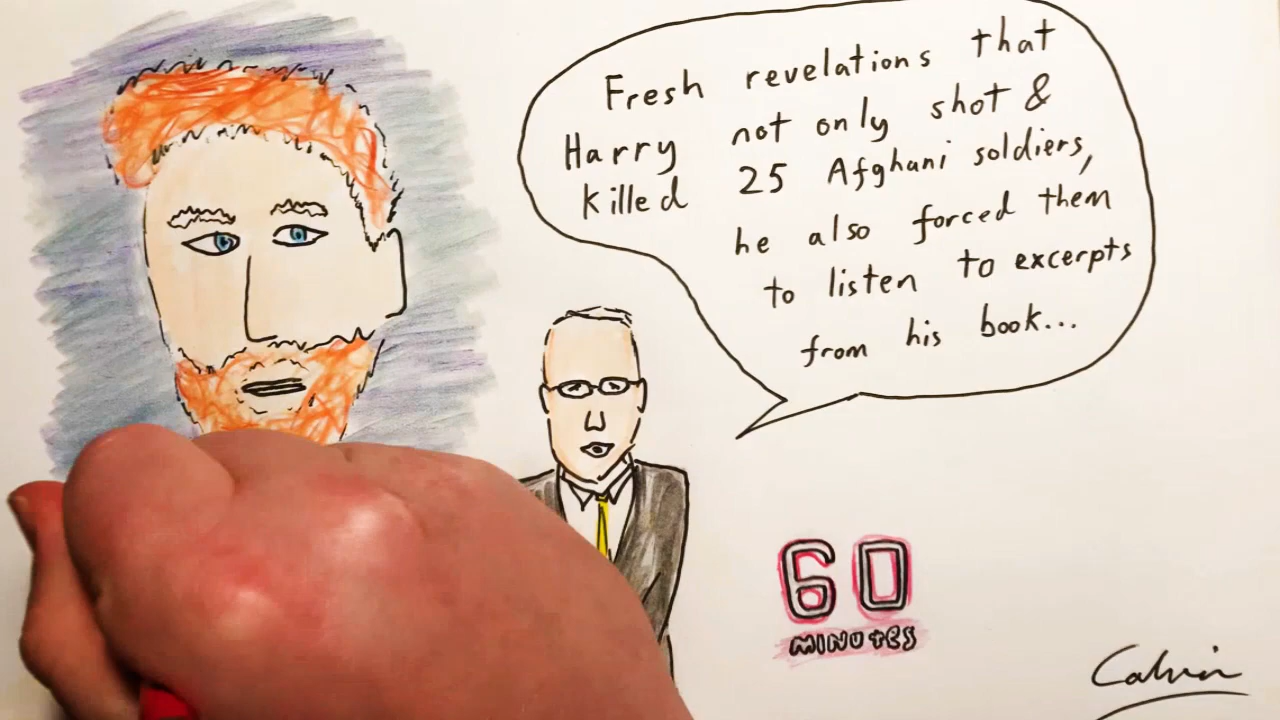 Fresh revelations that
Harry not only shot &
killed 25 Afghani soldiers,
he also forced them
to listen to excerpts
from his book...
60
MINUTES
Calvin